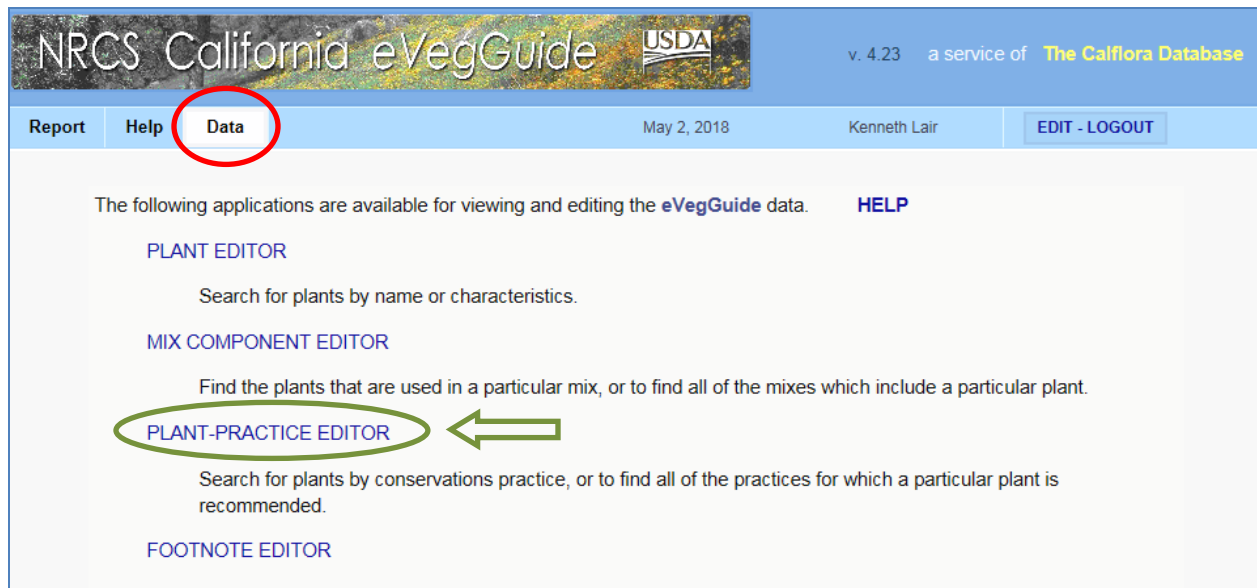 NRCS California eVegGuide USDA v. 4.23 a service of The Calflora Database
Report Help Data May 2, 2018 Kenneth Lair EDIT - LOGOUT
The following applications are available for viewing and editing the eVegGuide data. HELP
PLANT EDITOR
Search for plants by name or characteristics.
MIX COMPONENT EDITOR
Find the plants that are used in a particular mix, or to find all of the mixes which include a particular plant.
PLANT-PRACTICE EDITOR
Search for plants by conservations practice, or to find all of the practices for which a particular plant is
recommended.
FOOTNOTE EDITOR